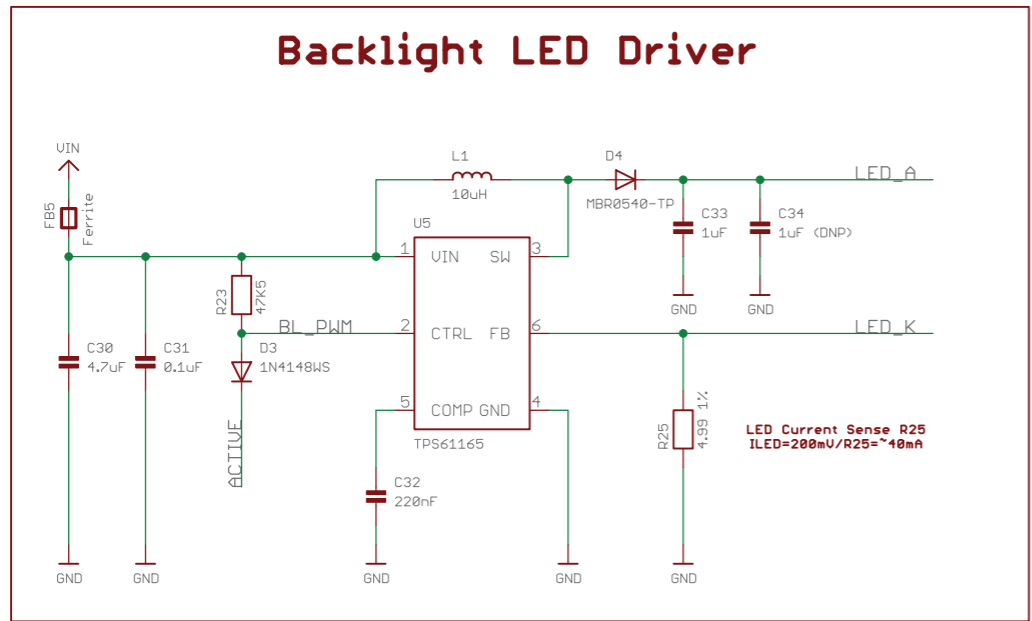 Backlight LED Driver
VIN
FB5
Ferrite
L1
10uH
D4
MBR0540-TP
LED_A
C33
1uF
C34
1uF (DNP)
GND
GND
U5
1
VIN
SW
3
2
CTRL
FB
6
5
COMP
GND
4
TPS61165
R23
47K5
BL_PWM
D3
1N4148WS
ACTIVE
C30
4.7uF
C31
0.1uF
LED_K
R25
4.99 1%
LED Current Sense R25
ILED=200mV/R25=~40mA
C32
220nF
GND
GND
GND
GND
GND